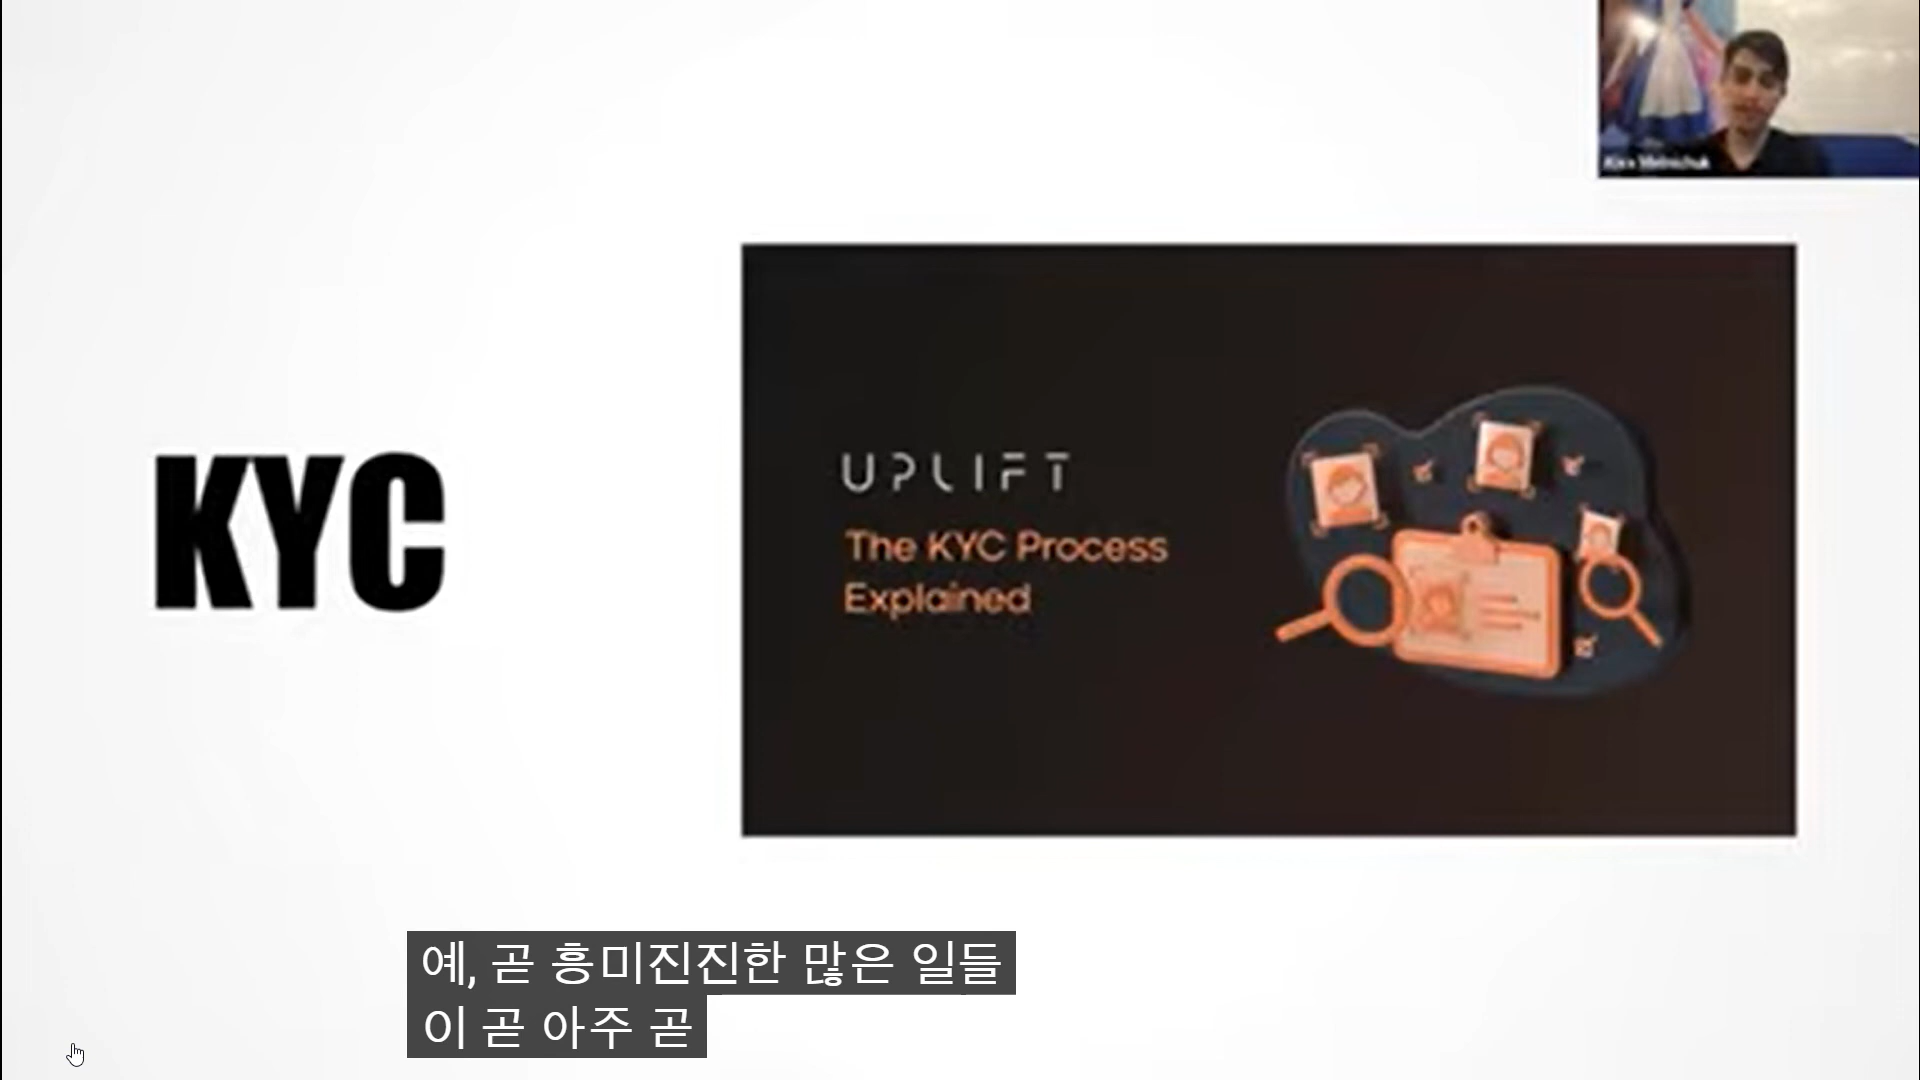 KYC
UPLIFT
The KYC Process
Explained
예, 곧 흥미진진한 많은 일들
이 곧 아주 곧